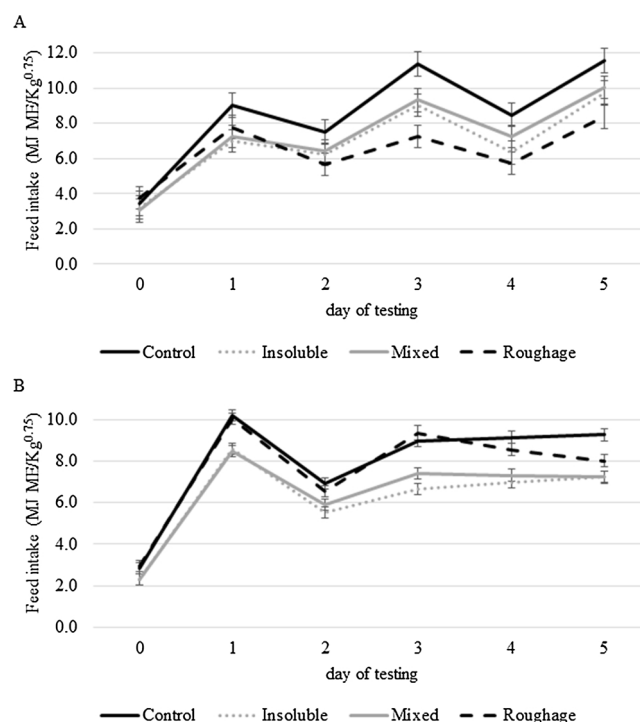 A
12.0
10.0
8.0
6.0
4.0
2.0
0.0
Feed intake (MJ ME/Kg0.75)
0 1 2 3 4 5
day of testing
Control Insoluble Mixed Roughage
B
10.0
8.0
6.0
4.0
2.0
0.0
Feed intake (MJ ME/Kg0.75)
0 1 2 3 4 5
day of testing
Control Insoluble Mixed Roughage